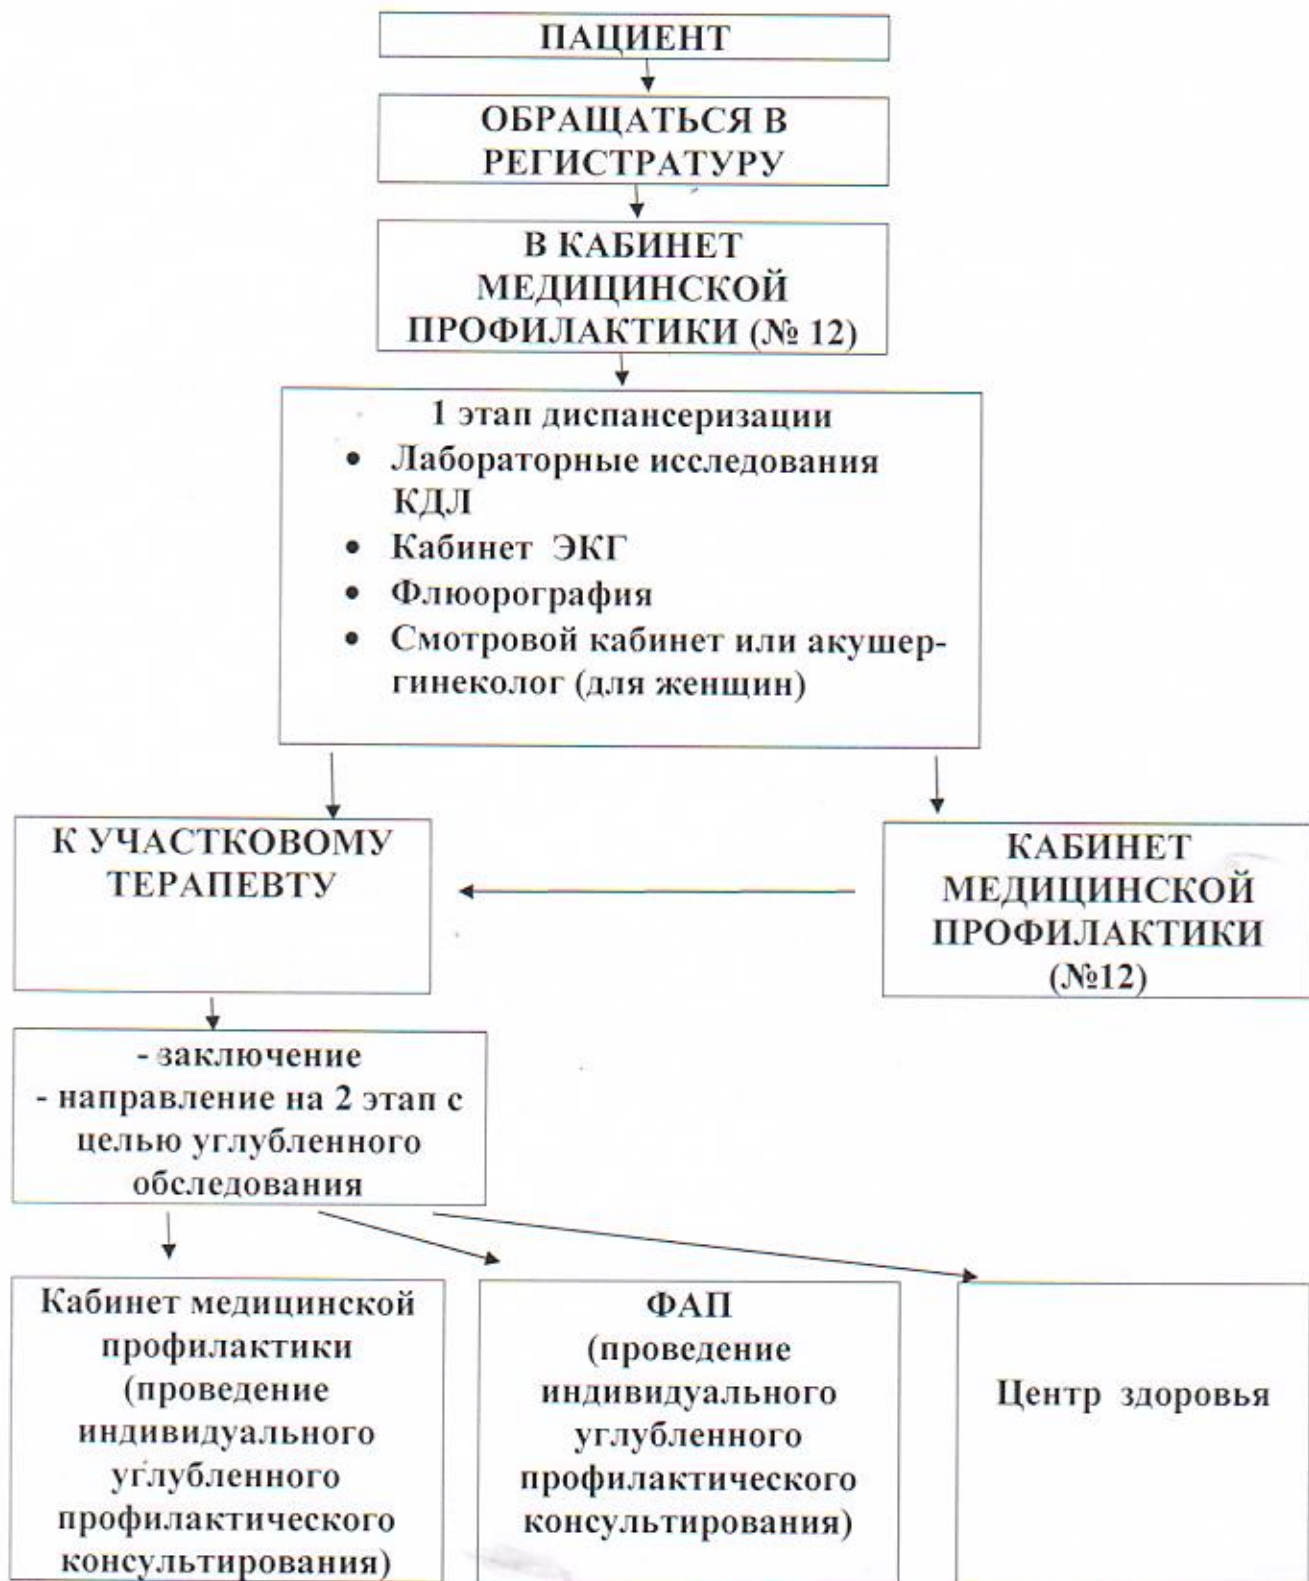 ПАЦИЕНТ
ОБРАЩАТЬСЯ В
РЕГИСТРАТУРУ
В КАБИНЕТ
МЕДИЦИНСКОЙ
ПРОФИЛАКТИКИ (№ 12)
1 этап диспансеризации
• Лабораторные исследования
КДЛ
• Кабинет ЭКГ
• Флюорография
• Смотровой кабинет или акушер-
гинеколог (для женщин)
К УЧАСТКОВОМУ
ТЕРАПЕВТУ
КАБИНЕТ
МЕДИЦИНСКОЙ
ПРОФИЛАКТИКИ
(№12)
- заключение
- направление на 2 этап с
целью углубленного
обследования
Кабинет медицинской
профилактики
(проведение
индивидуального
углубленного
профилактического
консультирования)
ФАП
(проведение
индивидуального
углубленного
профилактического
консультирования)
Центр здоровья